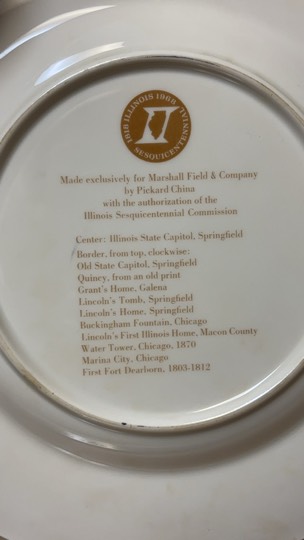 ILLINOIS 1968
1818 SESQUICENTENNIAL
Made exclusively for Marshall Field & Company
by Pickard China
with the authorization of the
Illinois Sesquicentennial Commission
Center: Illinois State Capitol, Springfield
Border, from top, clockwise:
Old State Capitol, Springfield
Quincy, from an old print
Grant's Home, Galena
Lincoln's Tomb, Springfield
Lincoln's Home, Springfield
Buckingham Fountain, Chicago
Lincoln's First Illinois Home, Macon County
Water Tower, Chicago, 1870
Marina City, Chicago
First Fort Dearborn, 1803-1812